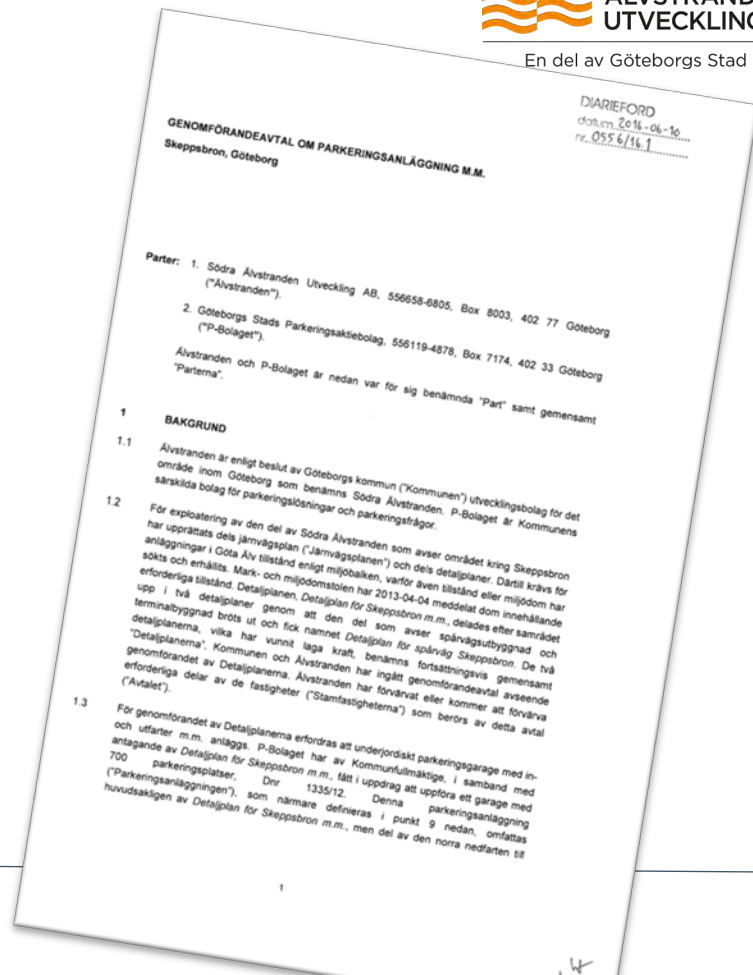 ÄLVSTRANDEN
UTVECKLING
En del av Göteborgs Stad
DIARIEFÖRD
datum 2016-06-10
nr. 0556/16.1
GENOMFÖRANDEAVTAL OM PARKERINGSANLÄGGNING M.M.
Skeppsbron, Göteborg
Parter: 1. Södra Älvstranden Utveckling AB, 556658-6805, Box 8003, 402 77 Göteborg
("Älvstranden").
2. Göteborgs Stads Parkeringsaktiebolag, 556119-4878, Box 7174, 402 33 Göteborg
("P-Bolaget").
Älvstranden och P-Bolaget är nedan var för sig benämnda "Part" samt gemensamt
"Parterna".
1 BAKGRUND
1.1 Älvstranden är enligt beslut av Göteborgs kommun ("Kommunen") utvecklingsbolag för det
område inom Göteborg som benämns Södra Älvstranden. P-Bolaget är Kommunens
särskilda bolag för parkeringslösningar och parkeringsfrågor.
1.2 För exploatering av den del av Södra Älvstranden som avser området kring Skeppsbron
har upprättats dels järnvägsplan ("Järnvägsplanen") och dels detaljplaner. Därtill krävs för
anläggningar i Göta Älv tillstånd enligt miljöbalken, varför även tillstånd eller miljödom har
sökts och erhållits. Mark- och miljödomstolen har 2013-04-04 meddelat dom innehållande
erforderliga tillstånd. Detaljplanen, Detaljplan för Skeppsbron m.m., delades efter samrådet
upp i två detaljplaner genom att den del som avser spårvägsutbyggnad och
terminalbyggnad bröts ut och fick namnet Detaljplan för spårväg Skeppsbron. De två
detaljplanerna, vilka har vunnit laga kraft, benämns fortsättningsvis gemensamt
"Detaljplanerna". Kommunen och Älvstranden har ingått genomförandeavtal avseende
genomförandet av Detaljplanerna. Älvstranden har förvärvat eller kommer att förvärva
erforderliga delar av de fastigheter ("Stamfastigheterna") som berörs av detta avtal
("Avtalet").
1.3 För genomförandet av Detaljplanerna erfordras att underjordiskt parkeringsgarage med in-
och utfarter m.m. anläggs. P-Bolaget har av Kommunfullmäktige, i samband med
antagande av Detaljplan för Skeppsbron m.m., fått i uppdrag att uppföra ett garage med
700 parkeringsplatser, Dnr 1335/12. Denna parkeringsanläggning
("Parkeringsanläggningen"), som närmare definieras i punkt 9 nedan, omfattas
huvudsakligen av Detaljplan för Skeppsbron m.m., men del av den norra nedfarten till
1